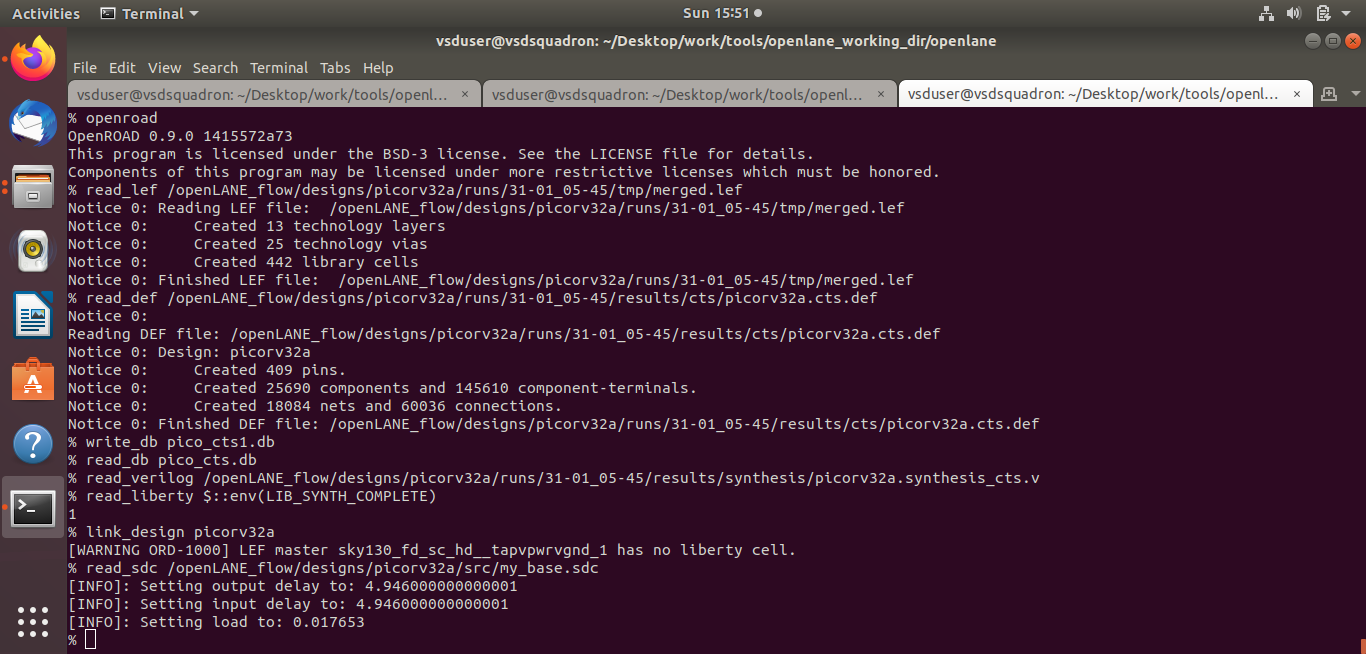 Activities Terminal Sun 15:51
vsduser@vsdsquadron: ~/Desktop/work/tools/openlane_working_dir/openlane
File Edit View Search Terminal Tabs Help
vsduser@vsdsquadron: ~/Desktop/work/tools/openl... × vsduser@vsdsquadron: ~/Desktop/work/tools/openl... × vsduser@vsdsquadron: ~/Desktop/work/tools/openl... ×
% openroad
OpenROAD 0.9.0 1415572a73
This program is licensed under the BSD-3 license. See the LICENSE file for details.
Components of this program may be licensed under more restrictive licenses which must be honored.
% read_lef /openLANE_flow/designs/picorv32a/runs/31-01_05-45/tmp/merged.lef
Notice 0: Reading LEF file:  /openLANE_flow/designs/picorv32a/runs/31-01_05-45/tmp/merged.lef
Notice 0:     Created 13 technology layers
Notice 0:     Created 25 technology vias
Notice 0:     Created 442 library cells
Notice 0: Finished LEF file:  /openLANE_flow/designs/picorv32a/runs/31-01_05-45/tmp/merged.lef
% read_def /openLANE_flow/designs/picorv32a/runs/31-01_05-45/results/cts/picorv32a.cts.def
Notice 0:
Reading DEF file: /openLANE_flow/designs/picorv32a/runs/31-01_05-45/results/cts/picorv32a.cts.def
Notice 0: Design: picorv32a
Notice 0:     Created 409 pins.
Notice 0:     Created 25690 components and 145610 component-terminals.
Notice 0:     Created 18084 nets and 60036 connections.
Notice 0: Finished DEF file: /openLANE_flow/designs/picorv32a/runs/31-01_05-45/results/cts/picorv32a.cts.def
% write_db pico_cts1.db
% read_db pico_cts.db
% read_verilog /openLANE_flow/designs/picorv32a/runs/31-01_05-45/results/synthesis/picorv32a.synthesis_cts.v
% read_liberty $::env(LIB_SYNTH_COMPLETE)
1
% link_design picorv32a
[WARNING ORD-1000] LEF master sky130_fd_sc_hd__tapvpwrvgnd_1 has no liberty cell.
% read_sdc /openLANE_flow/designs/picorv32a/src/my_base.sdc
[INFO]: Setting output delay to: 4.946000000000001
[INFO]: Setting input delay to: 4.946000000000001
[INFO]: Setting load to: 0.017653
%